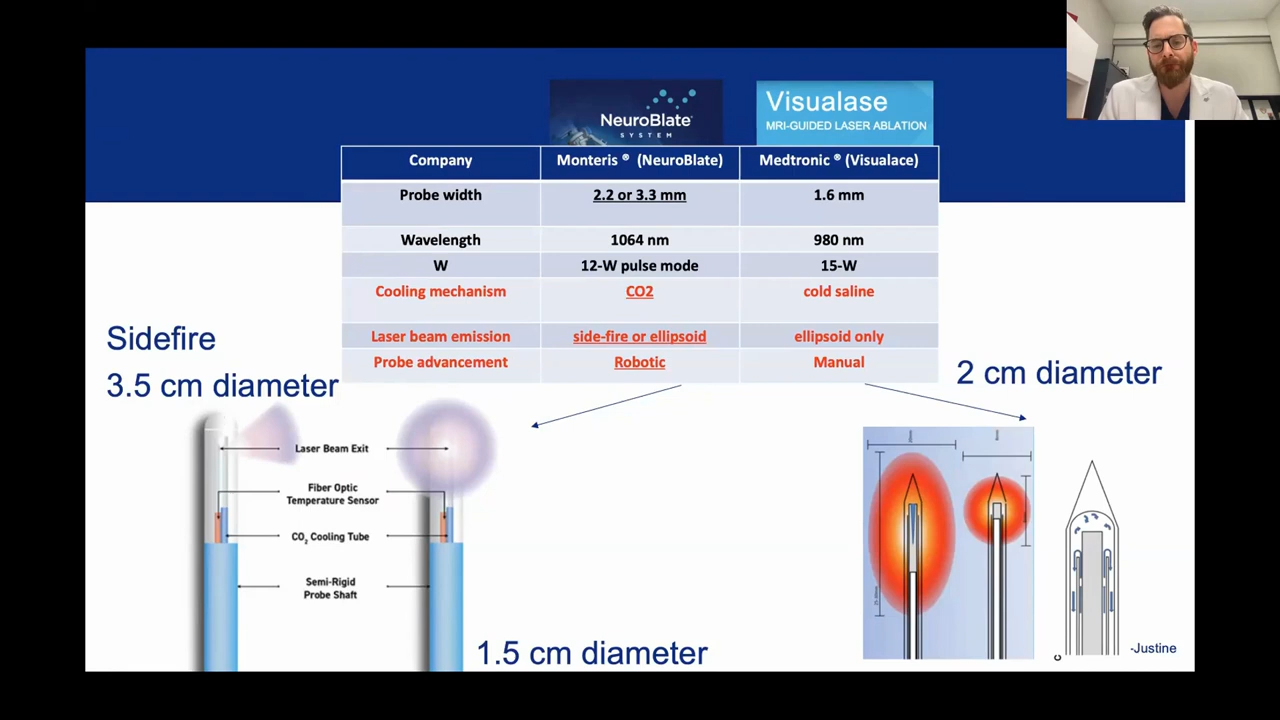 NeuroBlate®
SYSTEM
Visualase
MRI-GUIDED LASER ABLATION
Company Monteris ® (NeuroBlate) Medtronic ® (Visualace)
Probe width 2.2 or 3.3 mm 1.6 mm
Wavelength 1064 nm 980 nm
W 12-W pulse mode 15-W
Cooling mechanism CO2 cold saline
Laser beam emission side-fire or ellipsoid ellipsoid only
Probe advancement Robotic Manual
Sidefire
3.5 cm diameter
2 cm diameter
Laser Beam Exit
Fiber Optic
Temperature Sensor
CO₂ Cooling Tube
Semi-Rigid
Probe Shaft
1.5 cm diameter
C
-Justine